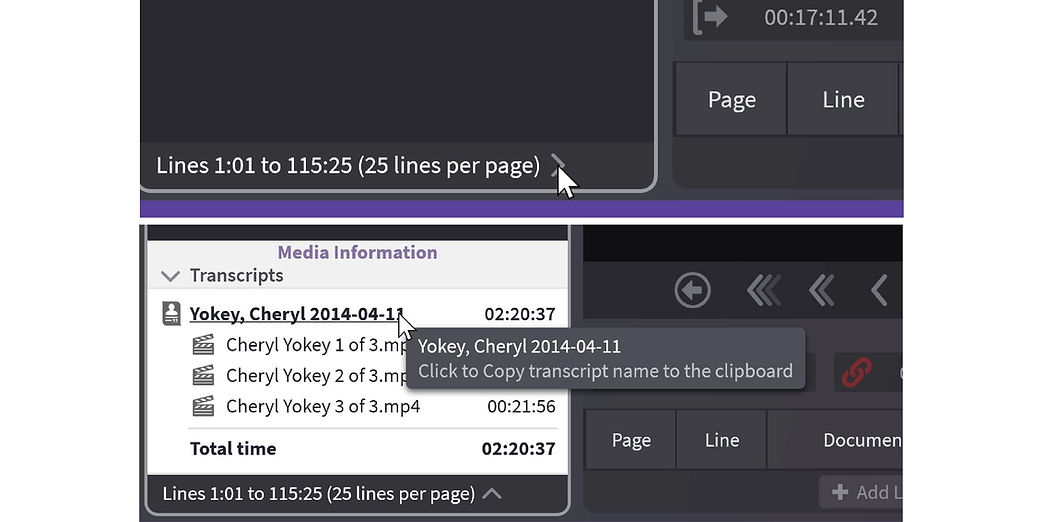 00:17:11.42
Page Line
Lines 1:01 to 115:25 (25 lines per page)
Media Information
Transcripts
Yokey, Cheryl 2014-04-11 02:20:37
Yokey, Cheryl 2014-04-11
Click to Copy transcript name to the clipboard
Cheryl Yokey 1 of 3.mp
Cheryl Yokey 2 of 3.mp
Cheryl Yokey 3 of 3.mp4 00:21:56
Total time 02:20:37
Page Line Documen
Lines 1:01 to 115:25 (25 lines per page)
Add L